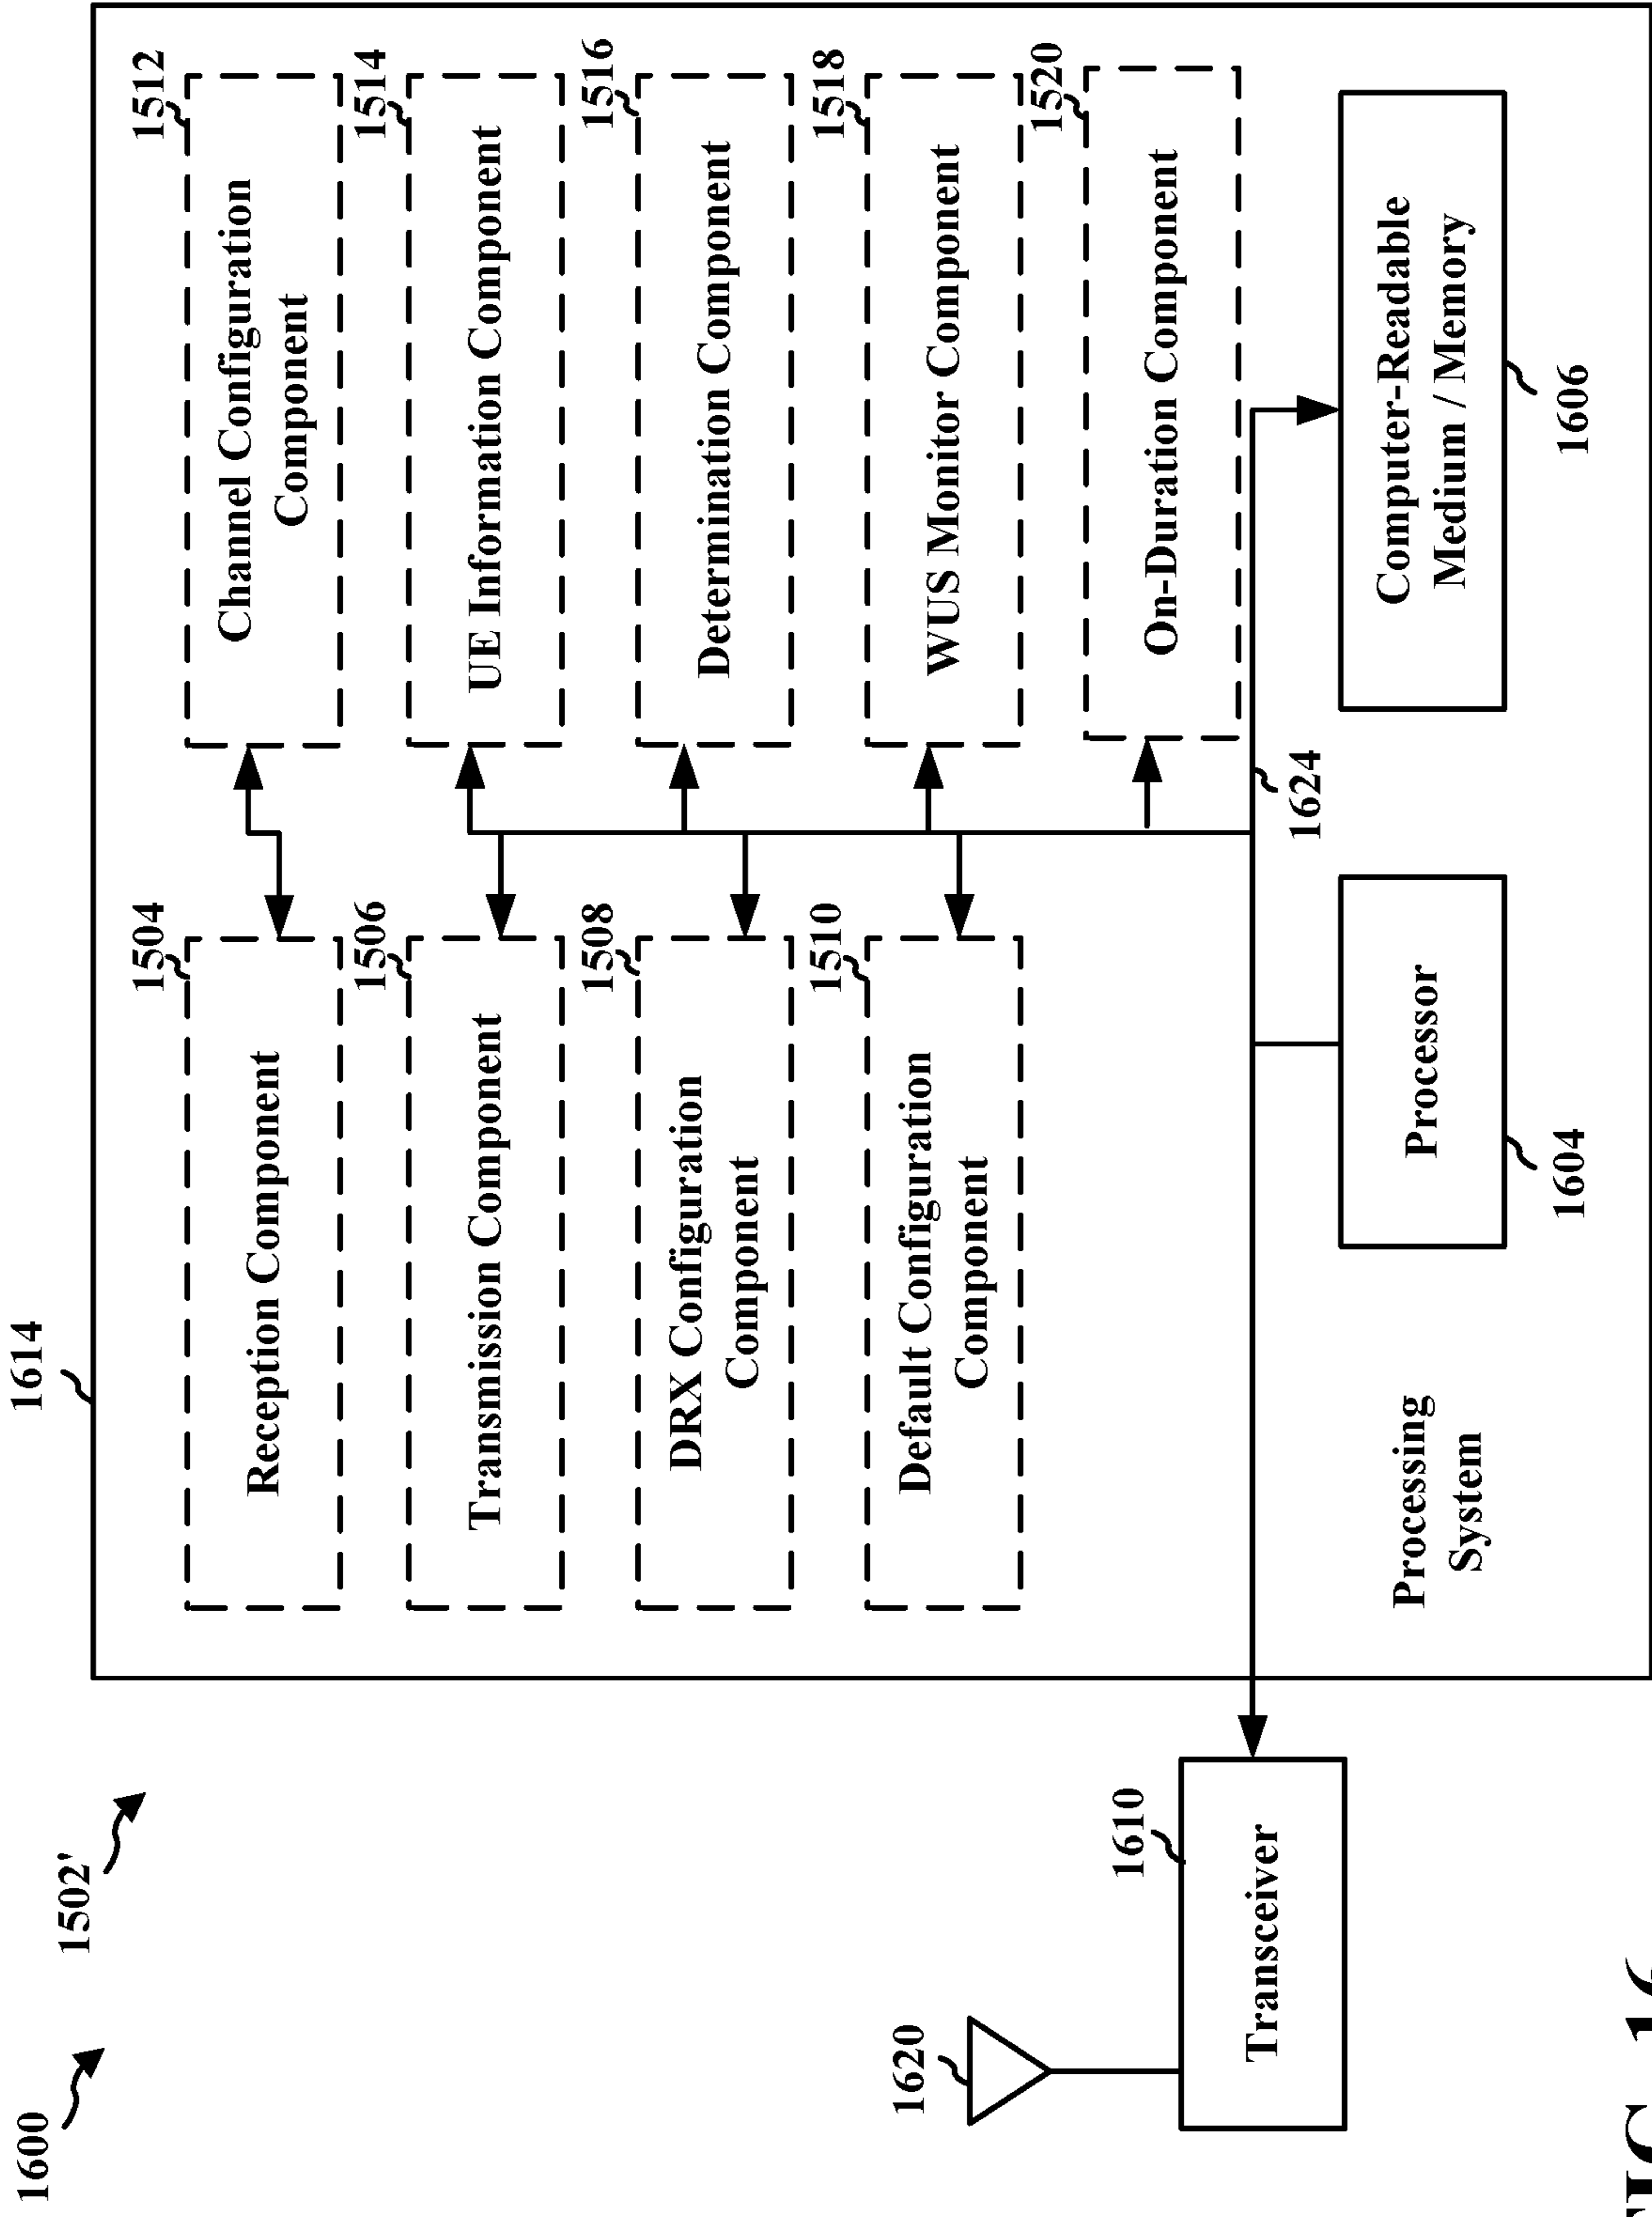 1600
1502'
1614
1504
Reception Component
1512
Channel Configuration
Component
1506
Transmission Component
1514
UE Information Component
1508
DRX Configuration
Component
1516
Determination Component
1510
Default Configuration
Component
1518
WUS Monitor Component
1520
On-Duration Component
1620
1610
Transceiver
1624
Processing
System
Processor
1604
Computer-Readable
Medium / Memory
1606